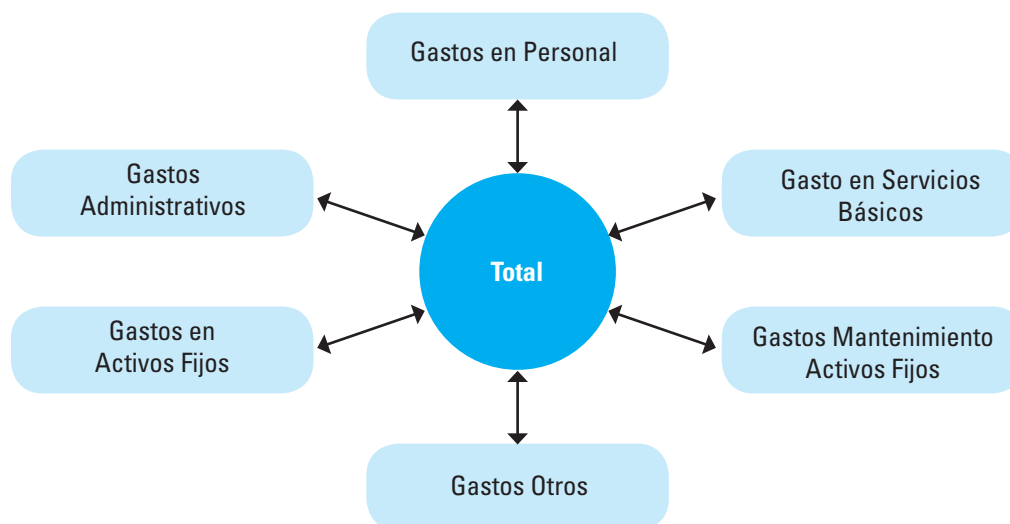 Gastos en Personal
Gastos
Administrativos
Gasto en Servicios
Básicos
Total
Gastos en
Activos Fijos
Gastos Mantenimiento
Activos Fijos
Gastos Otros